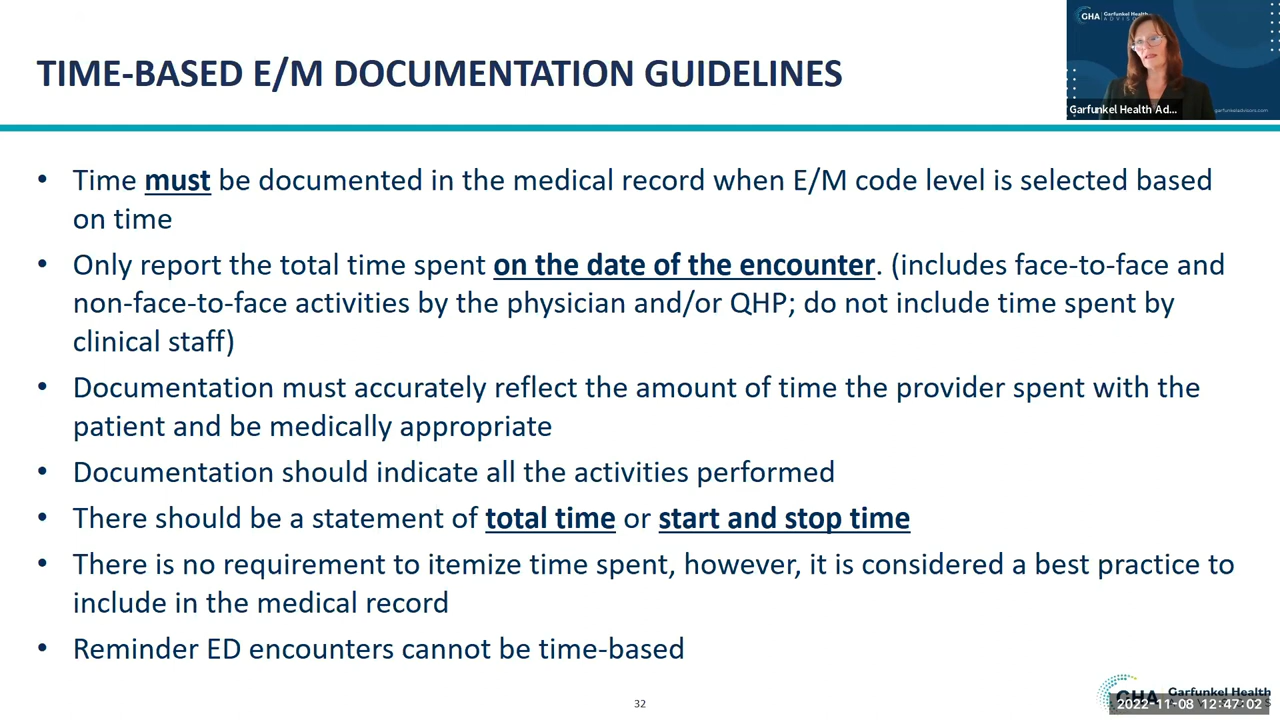 GHA Garfunkel Health
ADVISORS
TIME-BASED E/M DOCUMENTATION GUIDELINES
Garfunkel Health Ad...
garfunkeladvisors.com
• Time must be documented in the medical record when E/M code level is selected based
on time
• Only report the total time spent on the date of the encounter. (includes face-to-face and
non-face-to-face activities by the physician and/or QHP; do not include time spent by
clinical staff)
• Documentation must accurately reflect the amount of time the provider spent with the
patient and be medically appropriate
• Documentation should indicate all the activities performed
• There should be a statement of total time or start and stop time
• There is no requirement to itemize time spent, however, it is considered a best practice to
include in the medical record
• Reminder ED encounters cannot be time-based
32
GHA Garfunkel Health
2022-11-08 12:47:02